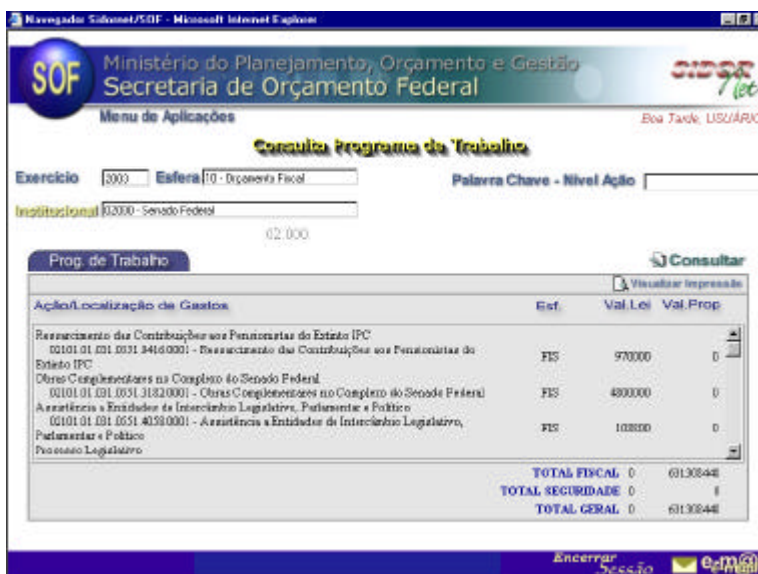 Navegador Sidornet/SOF - Microsoft Internet Explorer
SOF
Ministério do Planejamento, Orçamento e Gestão
Secretaria de Orçamento Federal
SIDOR
Net
Menu de Aplicações
Boa Tarde, USUÁRIO
Consulta Programa de Trabalho
Exercício 2003 Esfera 10 - Orçamento Fiscal Palavra Chave - Nível Ação
Institucional 02000 - Senado Federal
02.000
Prog. de Trabalho Consultar
Visualizar Impressão
Ação/Localização de Gastos Esf. Val.Lei Val.Prop
Ressarcimento das Contribuições aos Pensionistas do Extinto IPC
02101.01.031.0551.3416.0001 - Ressarcimento das Contribuições aos Pensionistas do
Extinto IPC FIS 970000 0
Obras Complementares no Complexo do Senado Federal
02101.01.031.0551.3182.0001 - Obras Complementares no Complexo do Senado Federal FIS 4800000 0
Assistência a Entidades de Intercâmbio Legislativo, Parlamentar e Político
02101.01.031.0551.4058.0001 - Assistência a Entidades de Intercâmbio Legislativo,
Parlamentar e Político FIS 0
Processo Legislativo
TOTAL FISCAL 0 631308448
TOTAL SEGURIDADE 0
TOTAL GERAL 0 631308448
Encerrar
Sessão
e-m@il